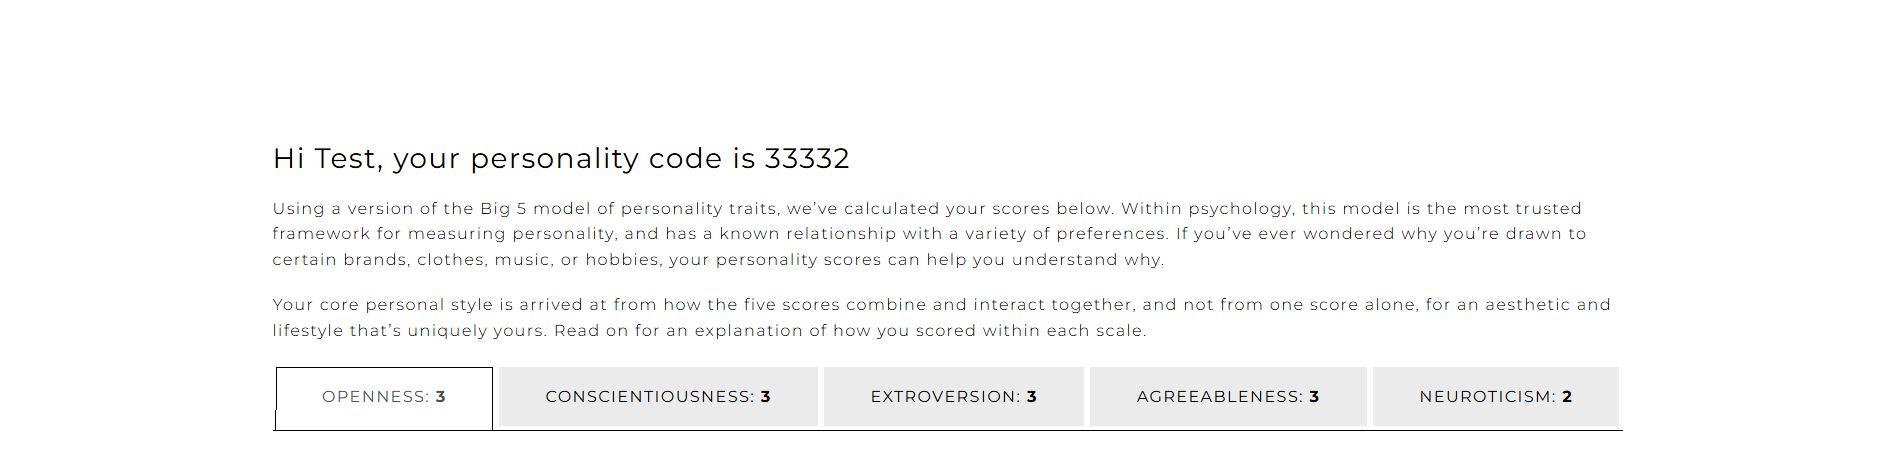 Hi Test, your personality code is 33332
Using a version of the Big 5 model of personality traits, we’ve calculated your scores below. Within psychology, this model is the most trusted
framework for measuring personality, and has a known relationship with a variety of preferences. If you’ve ever wondered why you’re drawn to
certain brands, clothes, music, or hobbies, your personality scores can help you understand why.
Your core personal style is arrived at from how the five scores combine and interact together, and not from one score alone, for an aesthetic and
lifestyle that’s uniquely yours. Read on for an explanation of how you scored within each scale.
OPENNESS: 3 CONSCIENTIOUSNESS: 3 EXTROVERSION: 3 AGREEABLENESS: 3 NEUROTICISM: 2